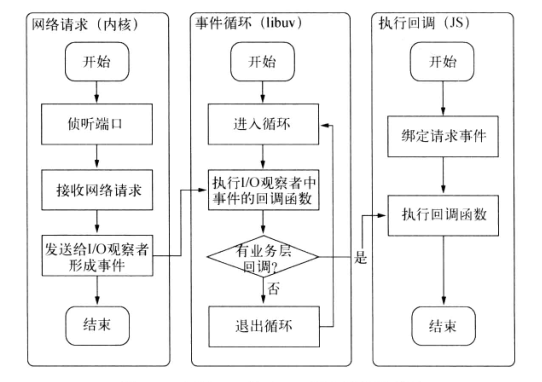 网络请求（内核）
开始
侦听端口
接收网络请求
发送给I/O观察者
形成事件
结束
事件循环（libuv）
开始
进入循环
执行I/O观察者中
事件的回调函数
有业务层
回调?
是
否
退出循环
执行回调（JS）
开始
绑定请求事件
执行回调函数
结束